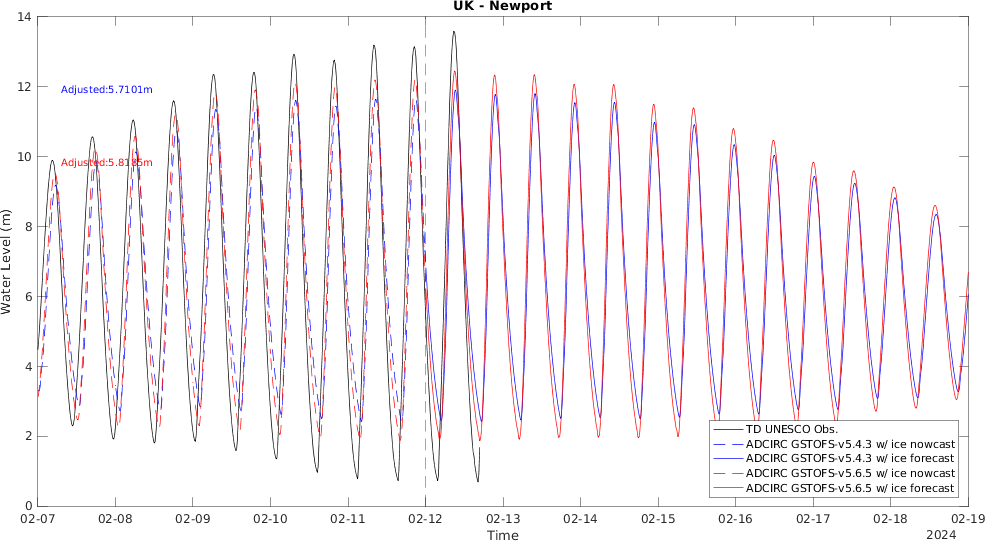 UK - Newport
14
12
10
8
6
4
2
0
Water Level (m)
Adjusted:5.7101m
Adjusted:5.8185m
TD UNESCO Obs.
ADCIRC GSTOFS-v5.4.3 w/ ice nowcast
ADCIRC GSTOFS-v5.4.3 w/ ice forecast
ADCIRC GSTOFS-v5.6.5 w/ ice nowcast
ADCIRC GSTOFS-v5.6.5 w/ ice forecast
02-07 02-08 02-09 02-10 02-11 02-12 02-13 02-14 02-15 02-16 02-17 02-18 02-19
Time
2024